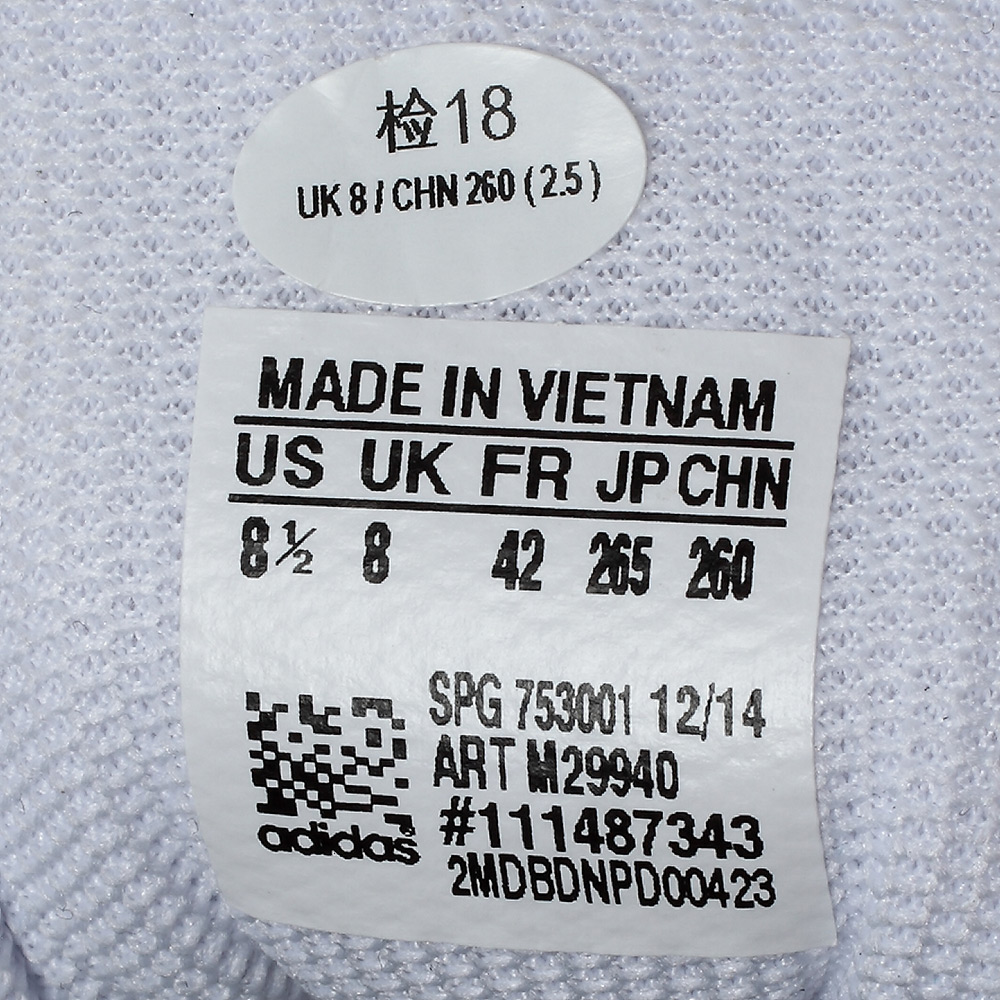 检18
UK 8 / CHN 260 ( 2.5 )
MADE IN VIETNAM
US UK FR JP CHN
8½ 8 42 265 260
SPG 753001 12/14
ART M29940
#111487343
adidas®
2MDBDNPD00423